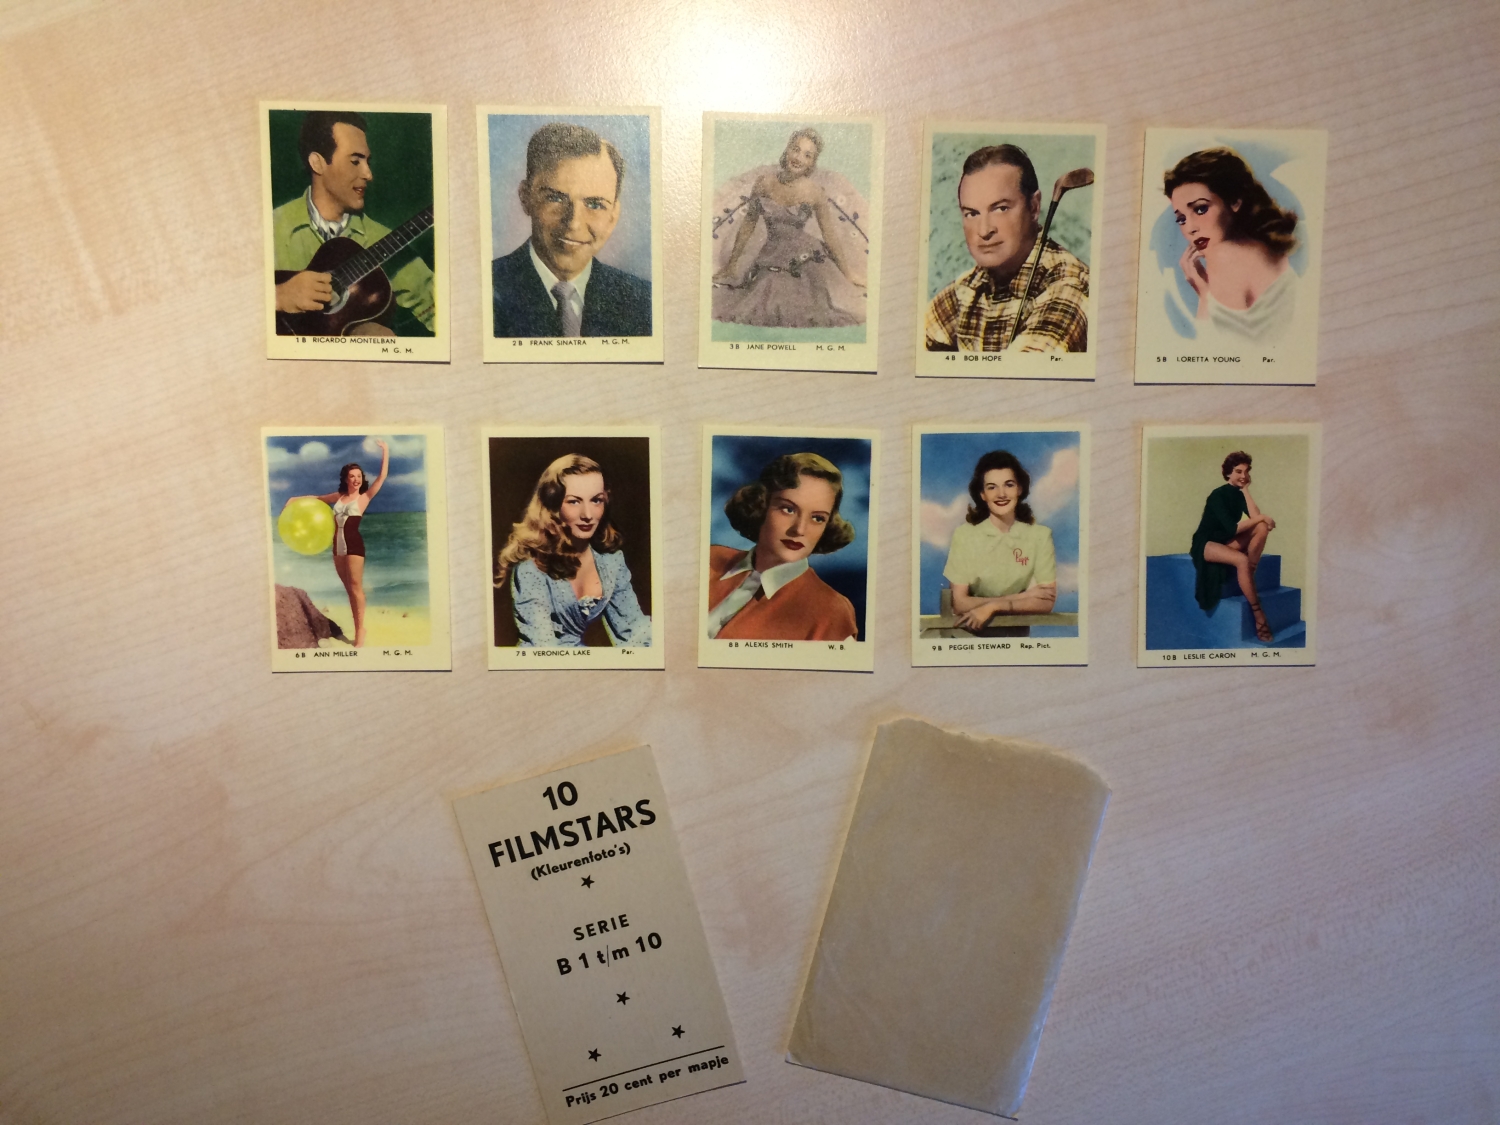 1 B RICARDO MONTELBAN
M. G. M.
2 B FRANK SINATRA M. G. M.
3 B JANE POWELL M. G. M.
4 B BOB HOPE Par.
5 B LORETTA YOUNG Par.
6 B ANN MILLER M. G. M.
7 B VERONICA LAKE Par.
8 B ALEXIS SMITH W. B.
Peggi
9 B PEGGIE STEWARD Rep. Pict.
10 B LESLIE CARON M. G. M.
10
FILMSTARS
(Kleurenfoto's)
SERIE
B 1 t/m 10
Prijs 20 cent per mapje